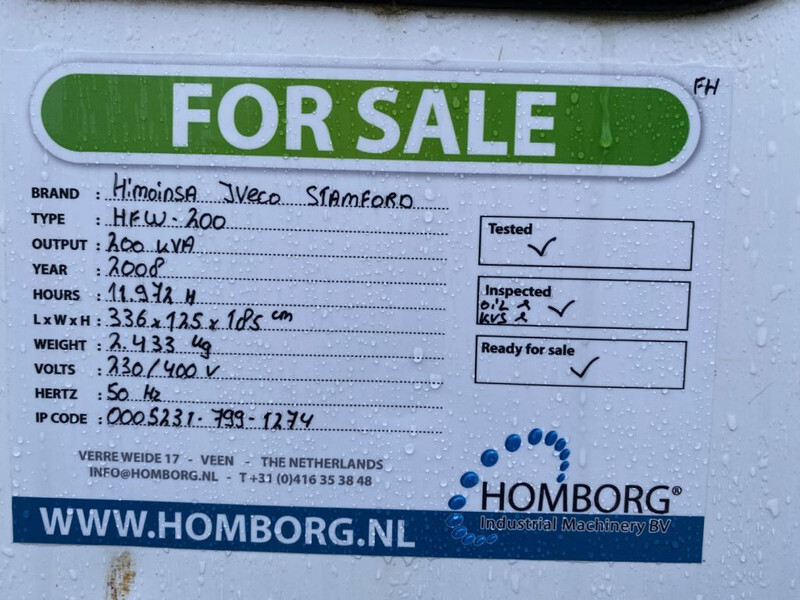 FOR SALE
FH
BRAND : HimoinSA IVECO STAMFORD
TYPE : HFW-200
OUTPUT : 200 KVA
YEAR : 2008
HOURS : 11.972 H
L x W x H : 336 x 125 x 185 cm
WEIGHT : 2.433 kg
VOLTS : 230/400 V
HERTZ : 50 Hz
IP CODE : 0005231-799-1274
Tested ✓
Inspected ✓
OIL
KVS
Ready for sale ✓
VERRE WEIDE 17 - VEEN - THE NETHERLANDS
INFO@HOMBORG.NL - T +31 (0)416 35 38 48
WWW.HOMBORG.NL
HOMBORG®
Industrial Machinery BV